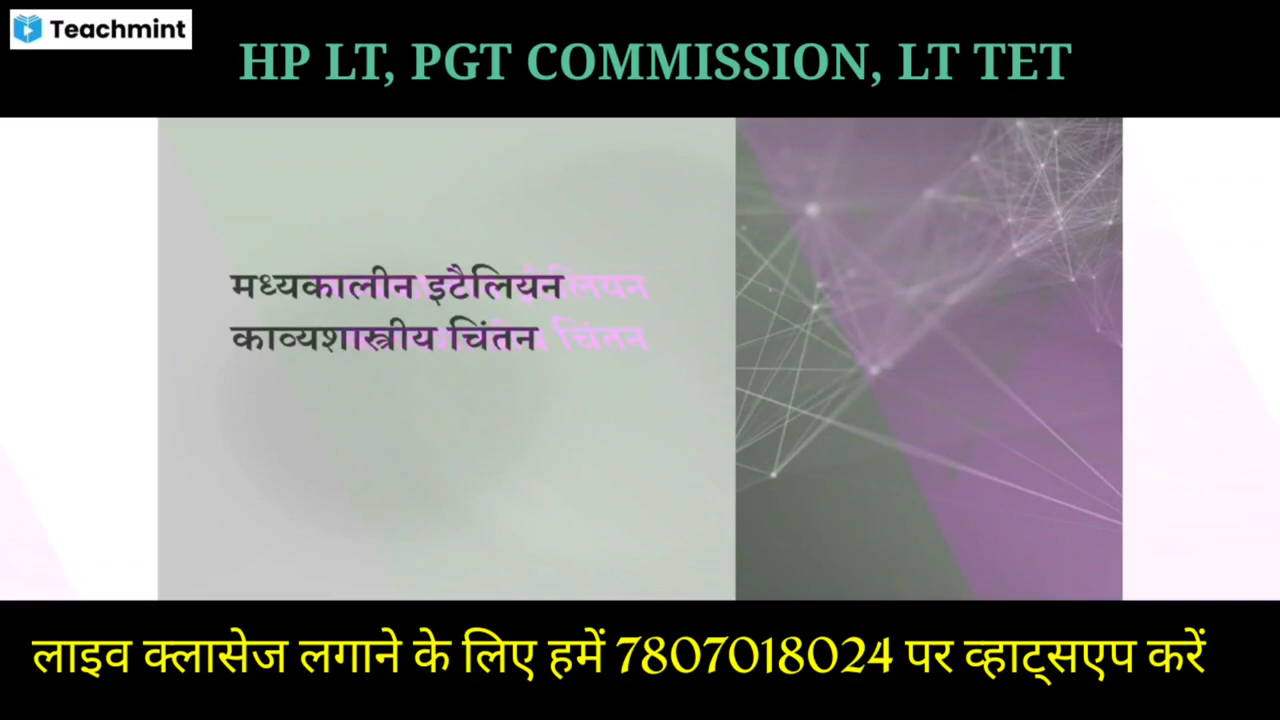 Teachmint
HP LT, PGT COMMISSION, LT TET
मध्यकालीन इटैलियन
काव्यशास्त्रीय चिंतन
लाइव क्लासेज लगाने के लिए हमें 7807018024 पर व्हाट्सएप करें